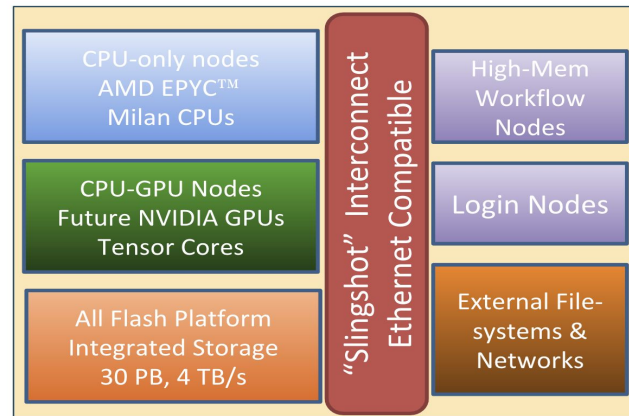 CPU-only nodes
AMD EPYC™
Milan CPUs
CPU-GPU Nodes
Future NVIDIA GPUs
Tensor Cores
All Flash Platform
Integrated Storage
30 PB, 4 TB/s
“Slingshot” Interconnect
Ethernet Compatible
High-Mem
Workflow
Nodes
Login Nodes
External File-
systems &
Networks